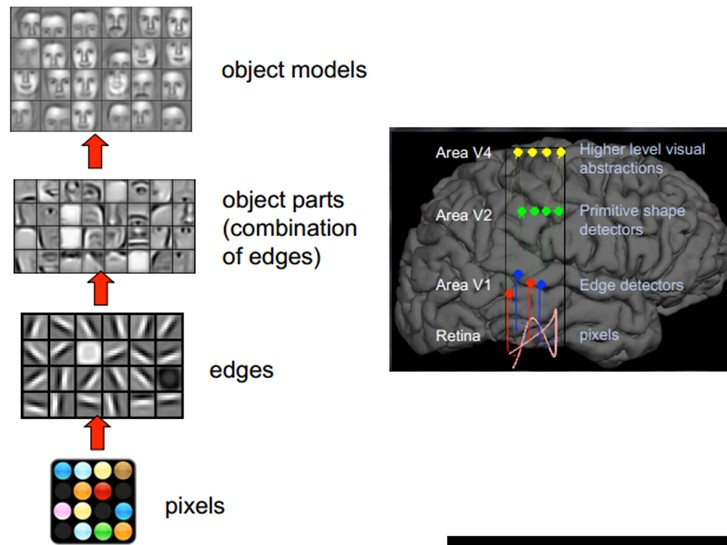 object models
object parts
(combination
of edges)
edges
pixels
Area V4
Higher level visual
abstractions
Area V2
Primitive shape
detectors
Area V1
Edge detectors
Retina
pixels